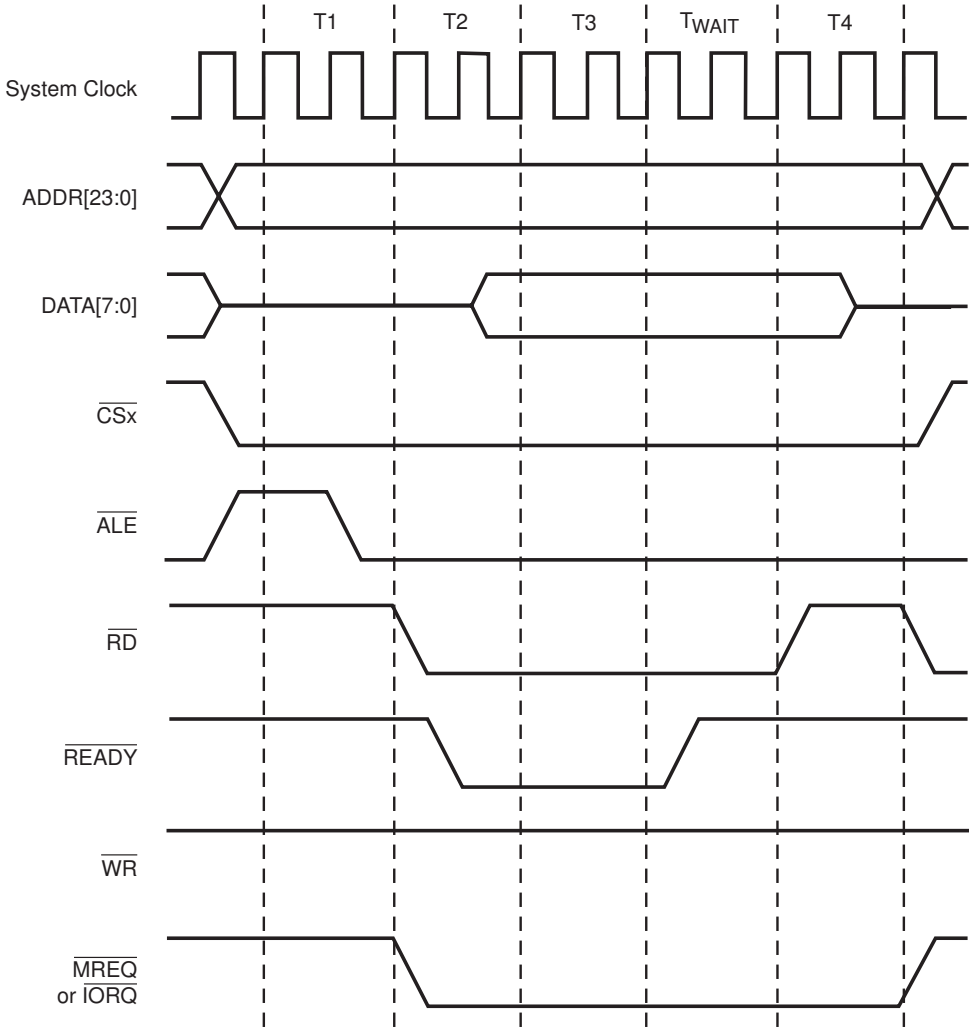 T1 T2 T3 TWAIT T4
System Clock
ADDR[23:0]
DATA[7:0]
CSx
ALE
RD
READY
WR
MREQ
or IORQ